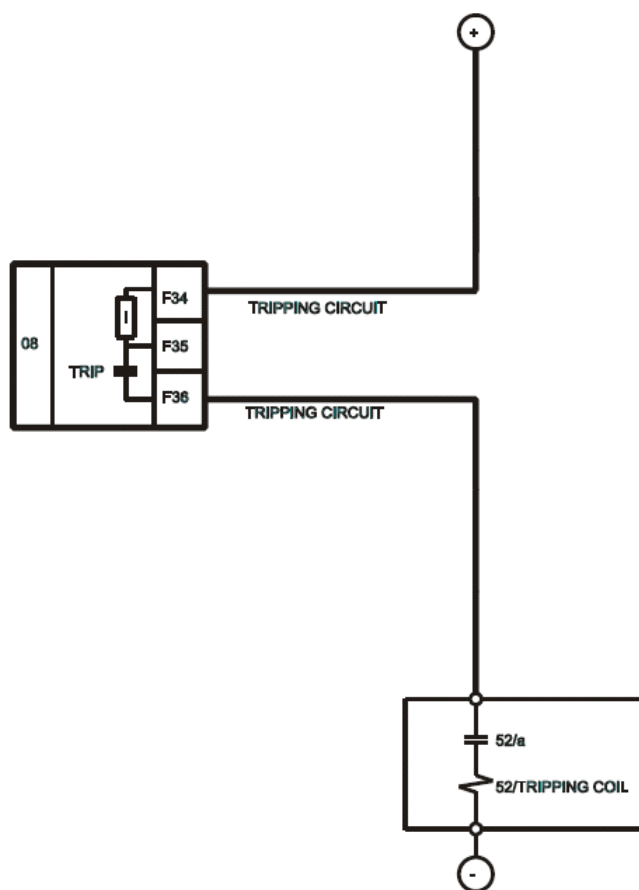 +
F34
TRIPPING CIRCUIT
I
08
F35
TRIP
F36
TRIPPING CIRCUIT
52/a
52/TRIPPING COIL
-